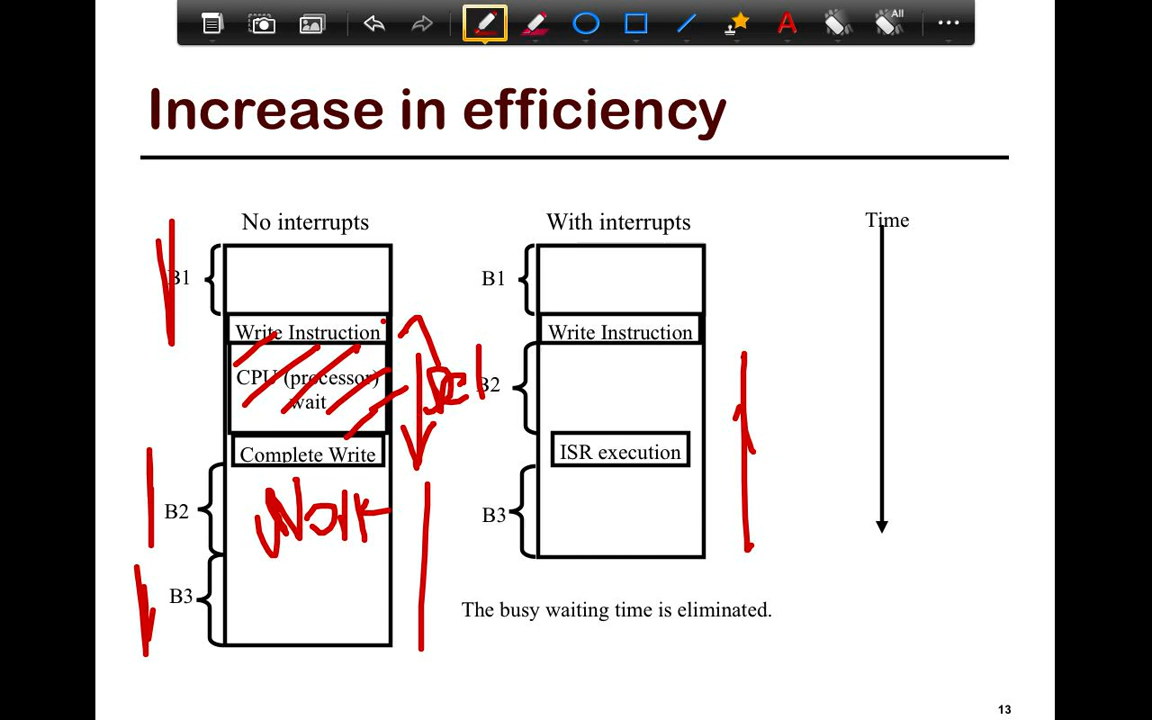 All
A
Increase in efficiency
No interrupts
With interrupts
Time
B1
B1
Write Instruction
Write Instruction
CPU (processor)
wait
B2
Complete Write
ISR execution
B2
Work
B3
B3
The busy waiting time is eliminated.
13